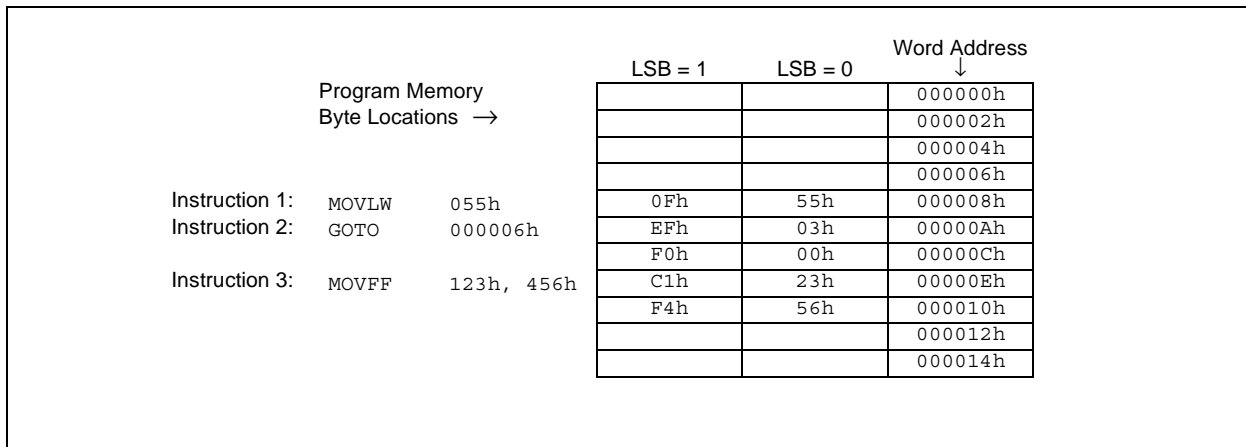 Word Address
LSB = 1 LSB = 0 ↓
Program Memory 000000h
Byte Locations → 000002h
000004h
000006h
Instruction 1: MOVLW 055h 0Fh 55h 000008h
Instruction 2: GOTO 000006h EFh 03h 00000Ah
F0h 00h 00000Ch
Instruction 3: MOVFF 123h, 456h C1h 23h 00000Eh
F4h 56h 000010h
000012h
000014h